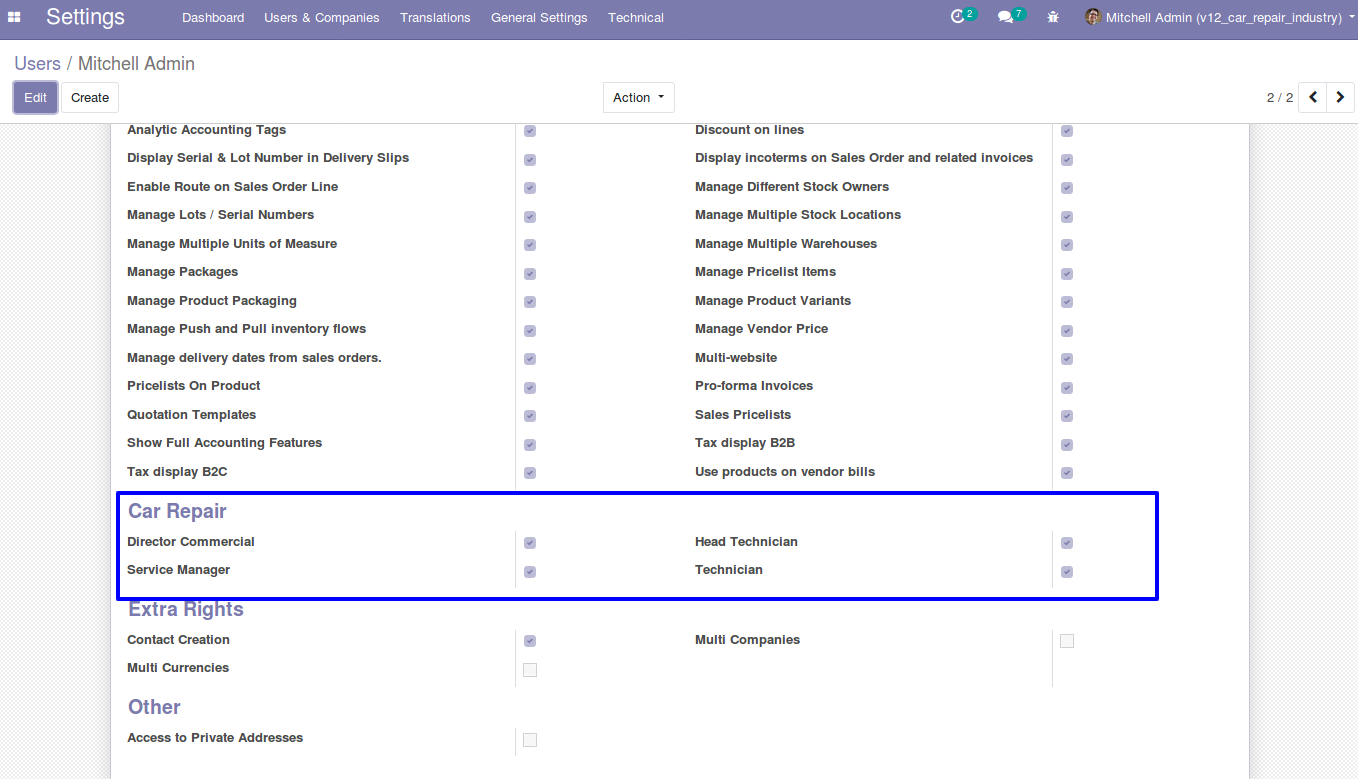 Settings Dashboard Users & Companies Translations General Settings Technical 2 7 Mitchell Admin (v12_car_repair_industry)
Users / Mitchell Admin
Edit Create Action 2 / 2
Analytic Accounting Tags Discount on lines
Display Serial & Lot Number in Delivery Slips Display incoterms on Sales Order and related invoices
Enable Route on Sales Order Line Manage Different Stock Owners
Manage Lots / Serial Numbers Manage Multiple Stock Locations
Manage Multiple Units of Measure Manage Multiple Warehouses
Manage Packages Manage Pricelist Items
Manage Product Packaging Manage Product Variants
Manage Push and Pull inventory flows Manage Vendor Price
Manage delivery dates from sales orders. Multi-website
Pricelists On Product Pro-forma Invoices
Quotation Templates Sales Pricelists
Show Full Accounting Features Tax display B2B
Tax display B2C Use products on vendor bills
Car Repair
Director Commercial Head Technician
Service Manager Technician
Extra Rights
Contact Creation Multi Companies
Multi Currencies
Other
Access to Private Addresses